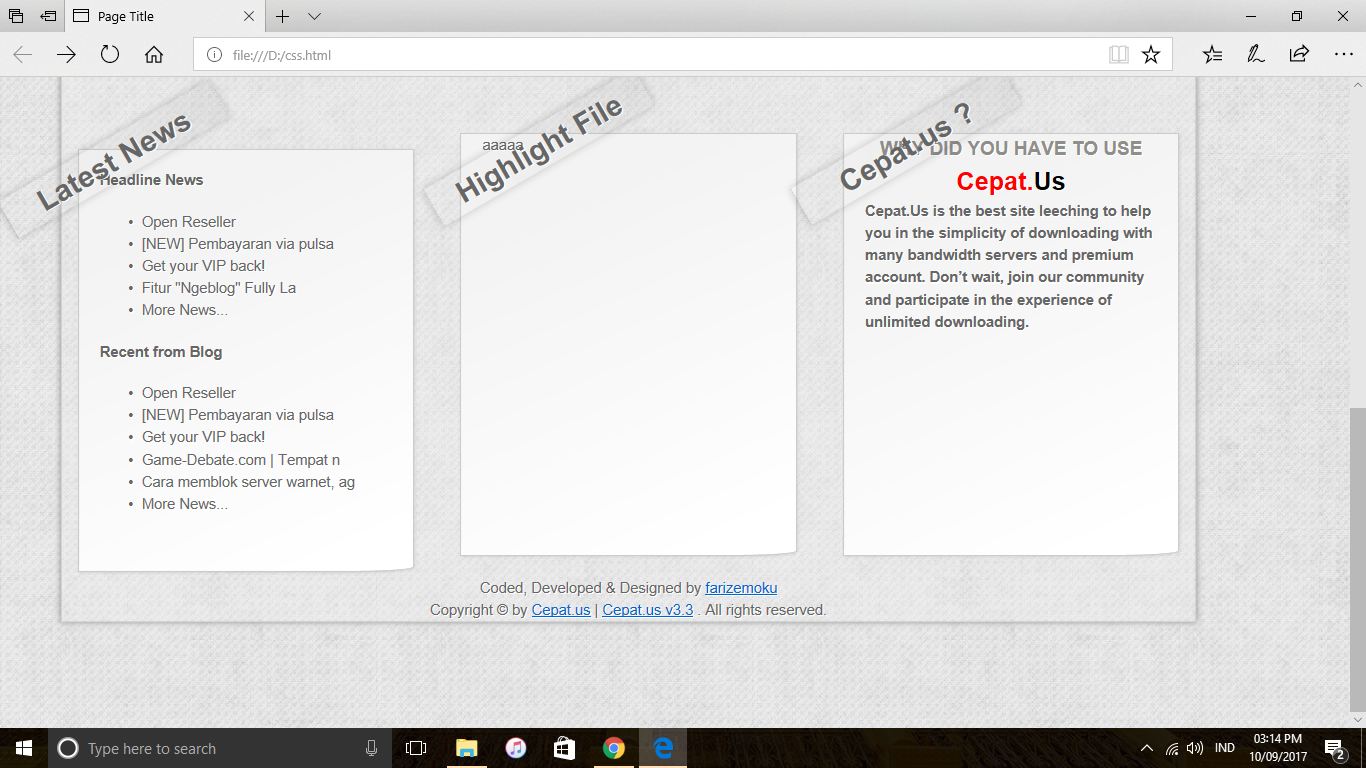 Page Title
file:///D:/css.html
Latest News
Headline News
• Open Reseller
• [NEW] Pembayaran via pulsa
• Get your VIP back!
• Fitur "Ngeblog" Fully La
• More News...
Recent from Blog
• Open Reseller
• [NEW] Pembayaran via pulsa
• Get your VIP back!
• Game-Debate.com | Tempat n
• Cara memblok server warnet, ag
• More News...
Highlight File
aaaaa
Cepat.us ?
WHY DID YOU HAVE TO USE
Cepat.Us
Cepat.Us is the best site leeching to help
you in the simplicity of downloading with
many bandwidth servers and premium
account. Don’t wait, join our community
and participate in the experience of
unlimited downloading.
Coded, Developed & Designed by farizemoku
Copyright © by Cepat.us | Cepat.us v3.3 . All rights reserved.
Type here to search
IND
03:14 PM
10/09/2017
2